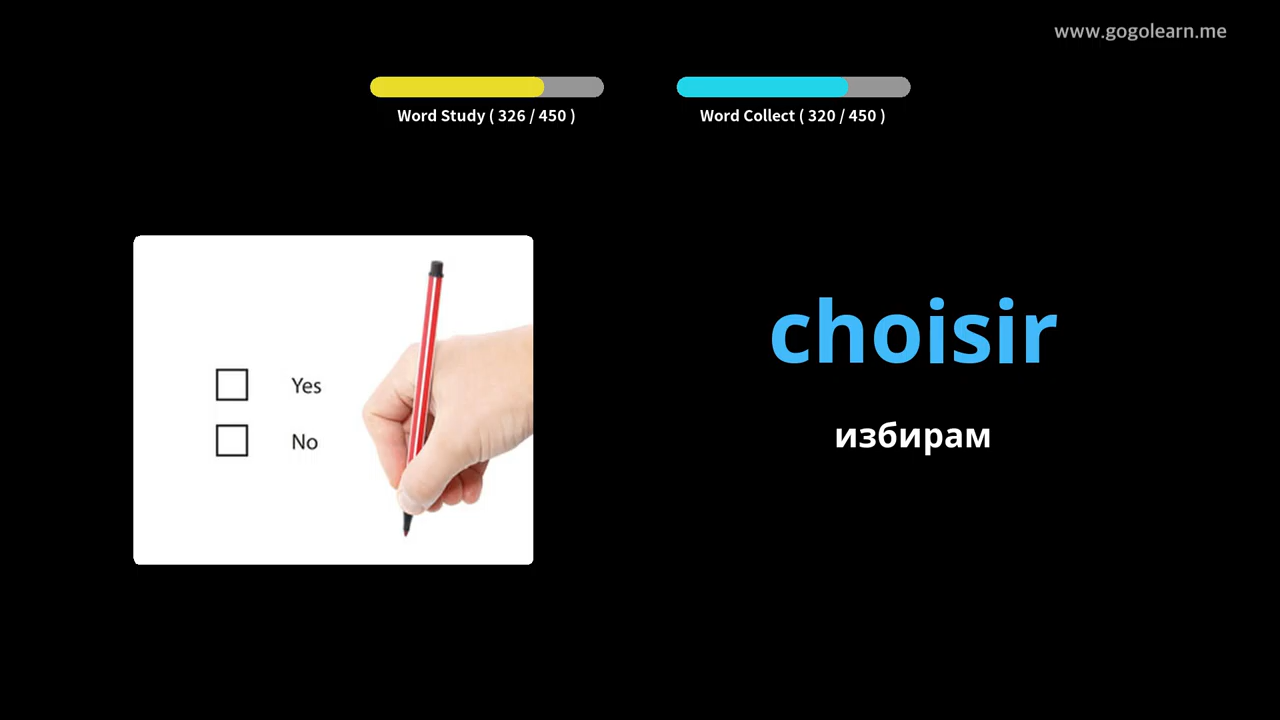 www.gogolearn.me
Word Study ( 326 / 450 )
Word Collect ( 320 / 450 )
Yes
No
choisir
избирам